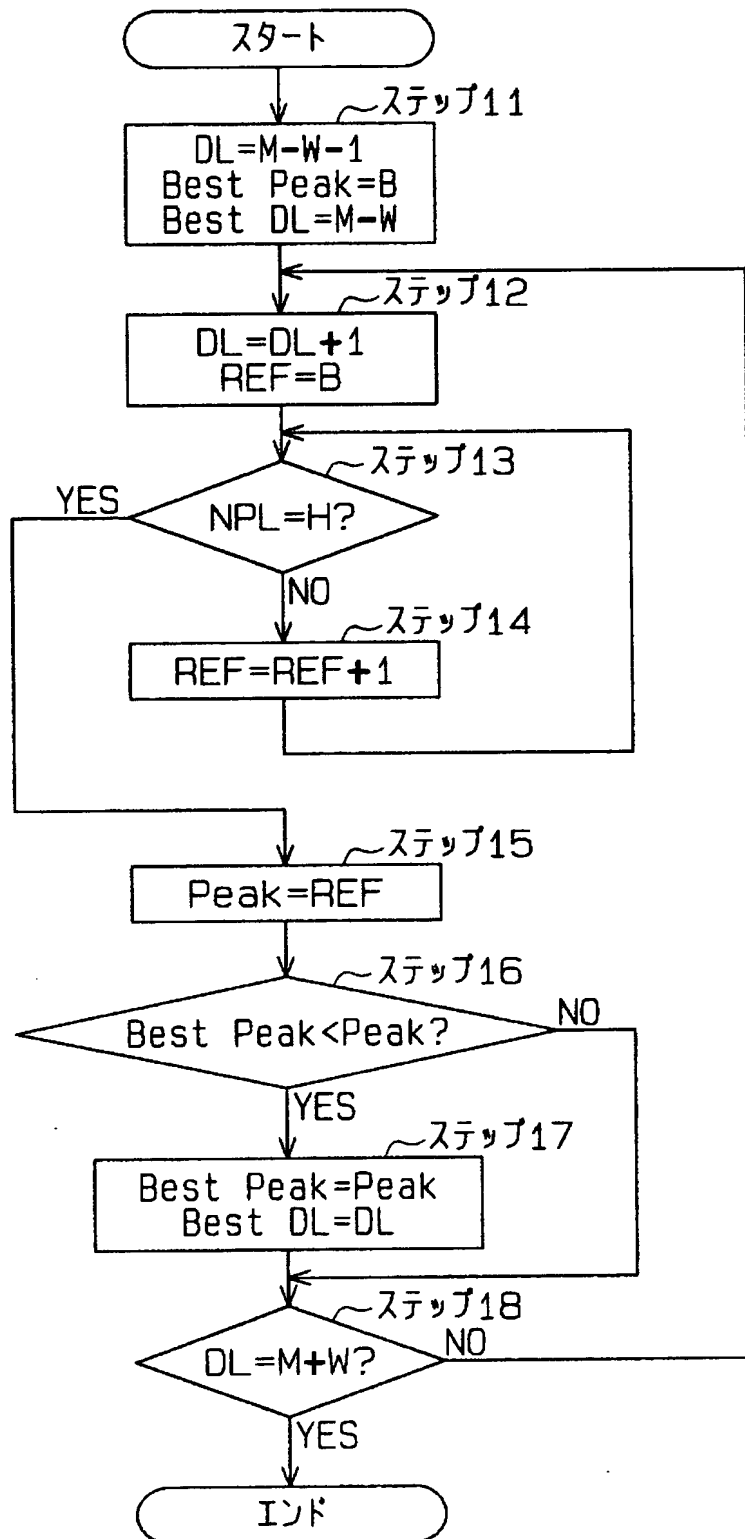 スタート
ステップ11
DL=M-W-1
Best Peak=B
Best DL=M-W
ステップ12
DL=DL+1
REF=B
ステップ13
YES
NPL=H?
NO
ステップ14
REF=REF+1
ステップ15
Peak=REF
ステップ16
Best Peak<Peak?
NO
YES
ステップ17
Best Peak=Peak
Best DL=DL
ステップ18
DL=M+W?
NO
YES
エンド